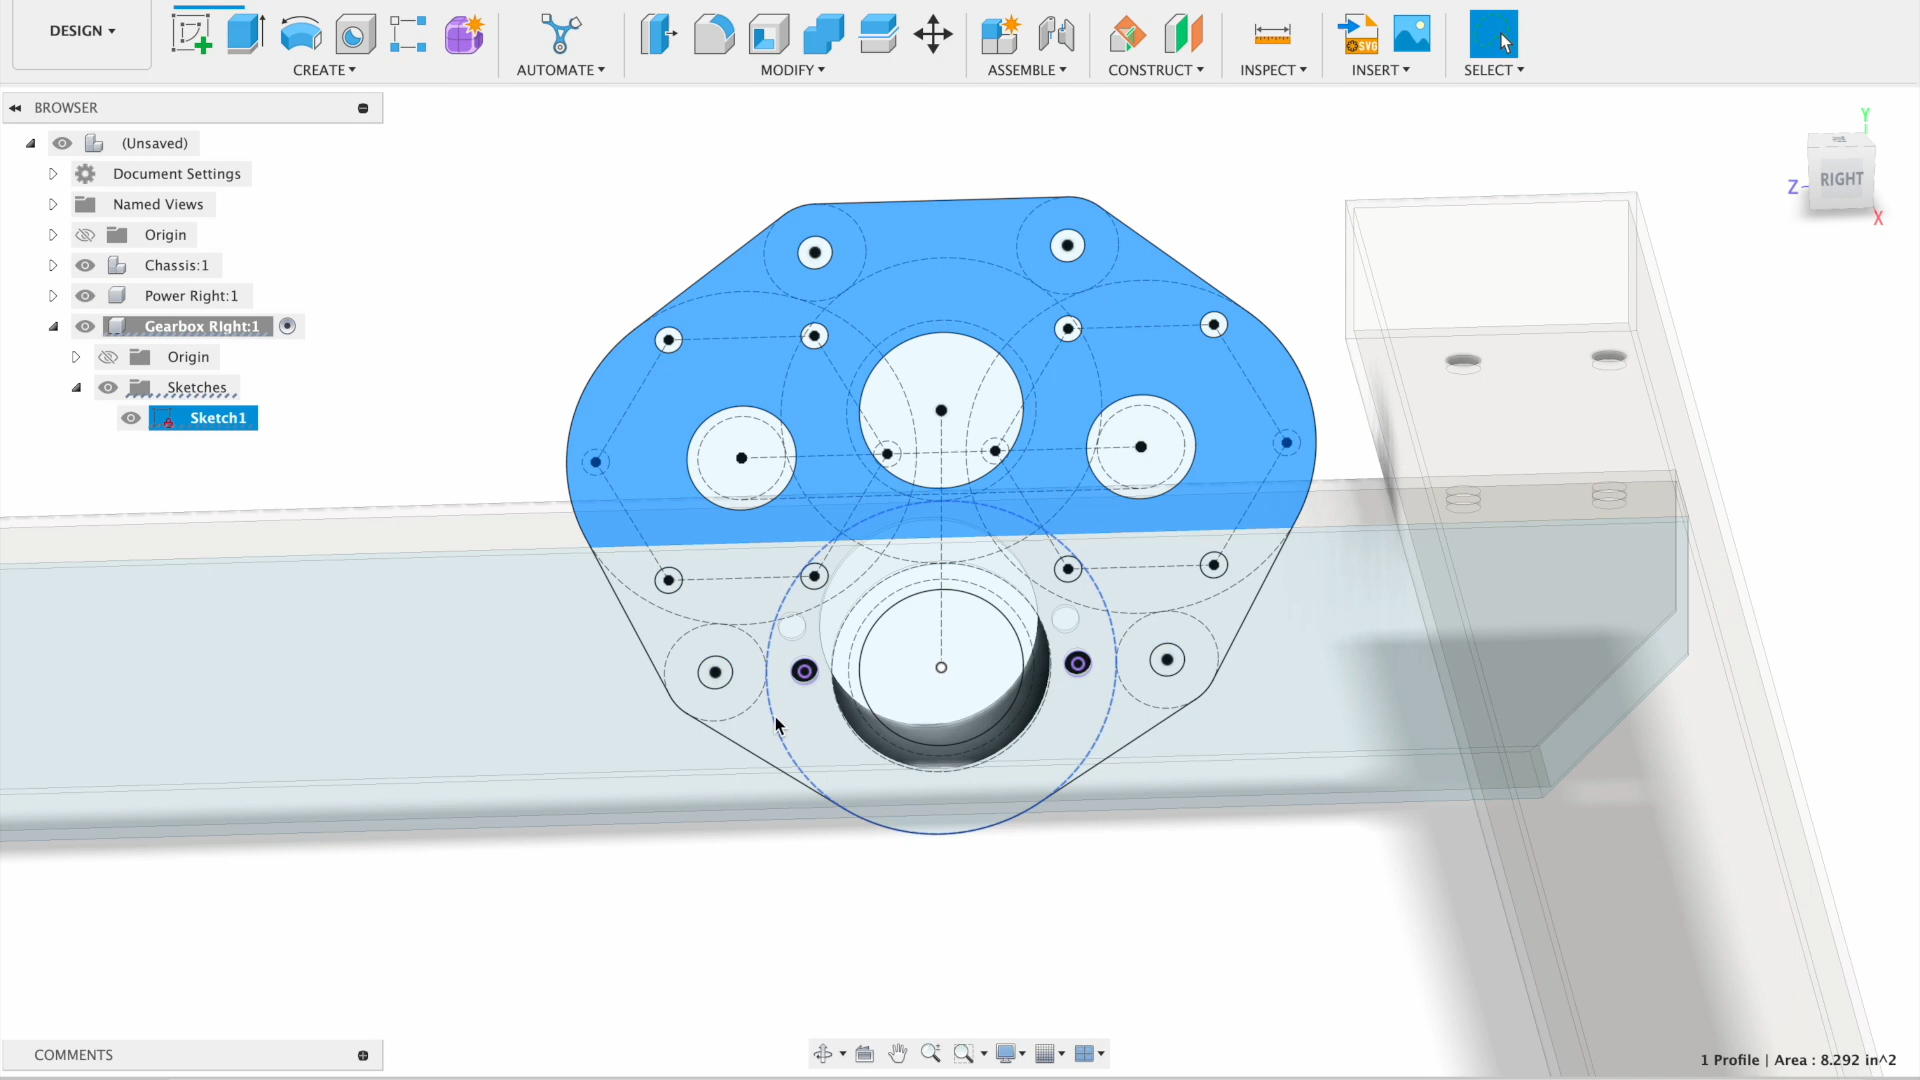 DESIGN
CREATE
AUTOMATE
MODIFY
ASSEMBLE
CONSTRUCT
INSPECT
SVG
INSERT
SELECT
BROWSER
(Unsaved)
Document Settings
Named Views
Origin
Chassis:1
Power Right:1
Gearbox RIght:1
Origin
Sketches
Sketch1
Y
Z
RIGHT
X
COMMENTS
1 Profile | Area : 8.292 in^2